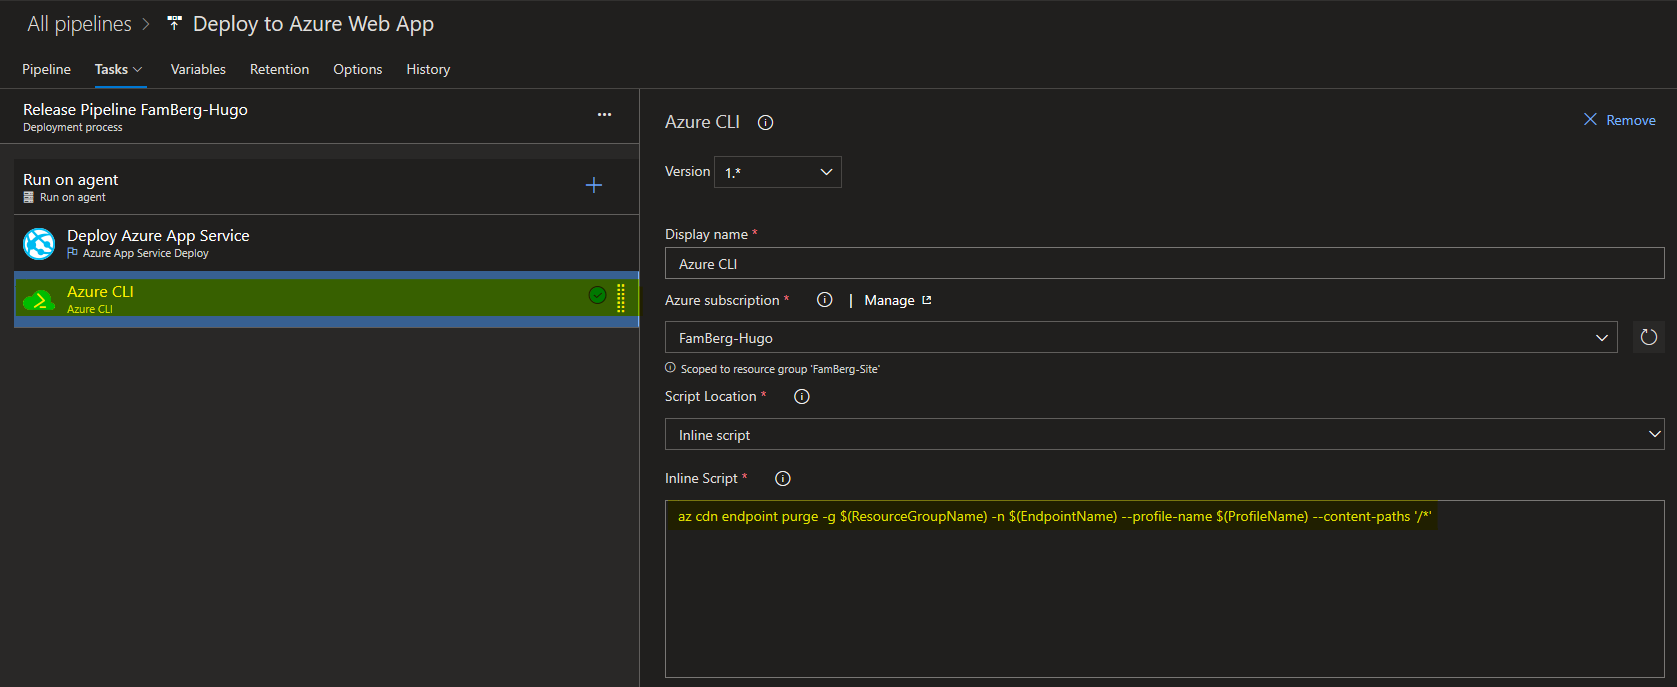 All pipelines > Deploy to Azure Web App
Pipeline Tasks Variables Retention Options History
Release Pipeline FamBerg-Hugo
Deployment process
...
Run on agent
Run on agent
Deploy Azure App Service
Azure App Service Deploy
Azure CLI
Azure CLI
Azure CLI
Remove
Version 1.*
Display name *
Azure CLI
Azure subscription * | Manage
FamBerg-Hugo
Scoped to resource group 'FamBerg-Site'
Script Location *
Inline script
Inline Script *
az cdn endpoint purge -g $(ResourceGroupName) -n $(EndpointName) --profile-name $(ProfileName) --content-paths '/*'